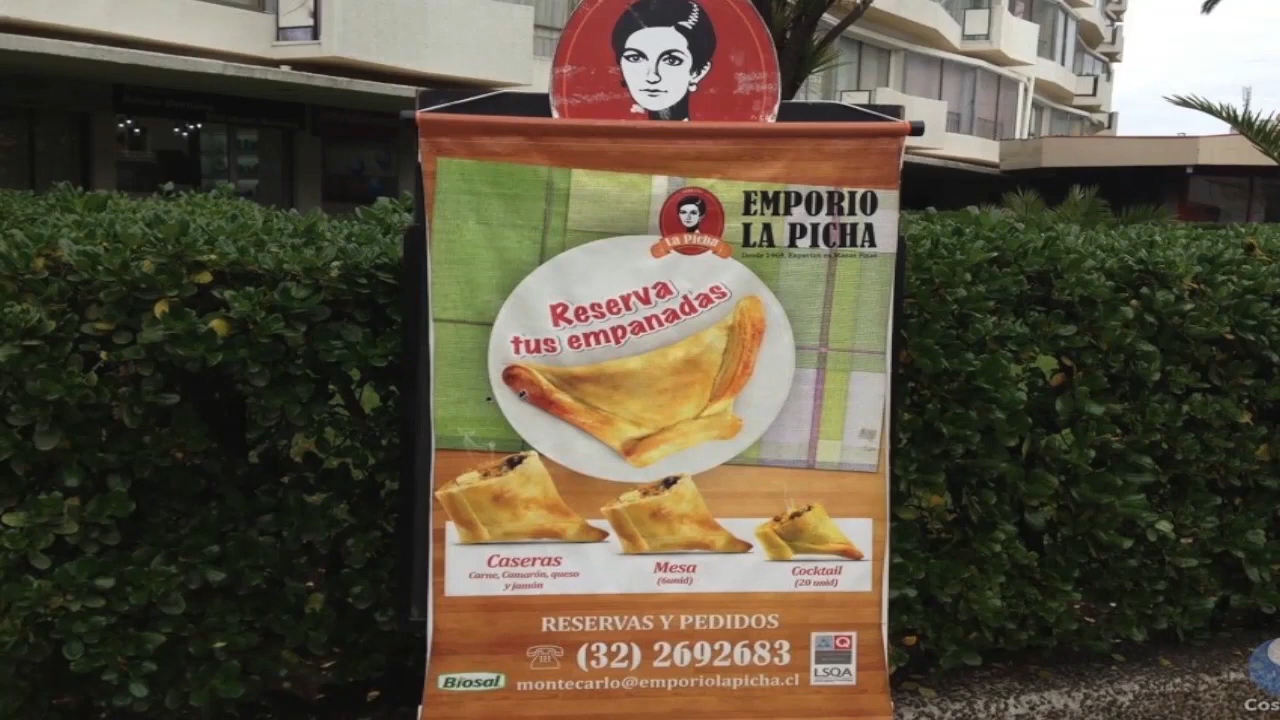 EMPORIO
LA PICHA
La Picha
Reserva
tus empanadas
Caseras
Carne, Camarón, queso
y jamón
Mesa
(6unid)
Cocktail
(20 unid)
RESERVAS Y PEDIDOS
(32) 2692683
Biosal
montecarlo@emporiolapicha.cl
Q
LSQA
Cos